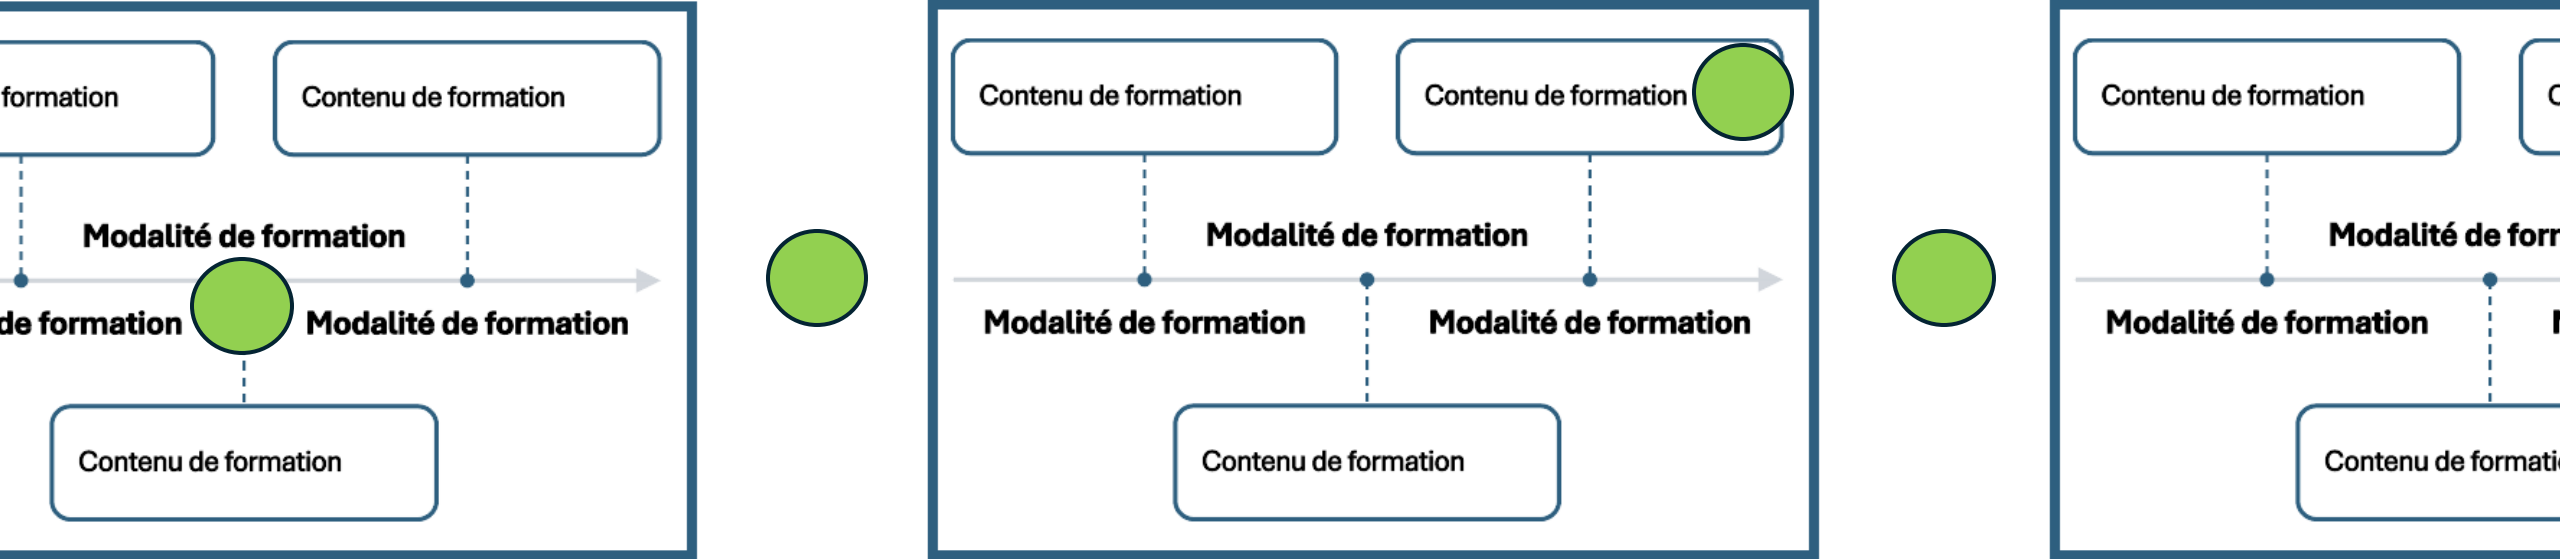 formation
Contenu de formation
Modalité de formation
de formation
Modalité de formation
Contenu de formation
Contenu de formation
Contenu de formation
Modalité de formation
Modalité de formation
Modalité de formation
Contenu de formation
Contenu de formation
Modalité de
Modalité de formation
Contenu de